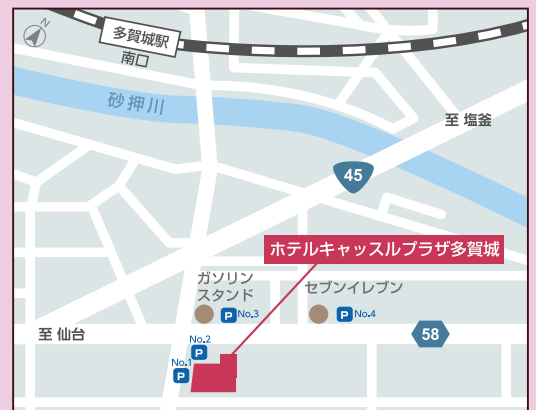 N
多賀城駅
南口
砂押川
至 塩釜
45
ホテルキャッスルプラザ多賀城
ガソリン
スタンド
セブンイレブン
P No.3
P No.4
至 仙台
58
No.2
P
No.1
P